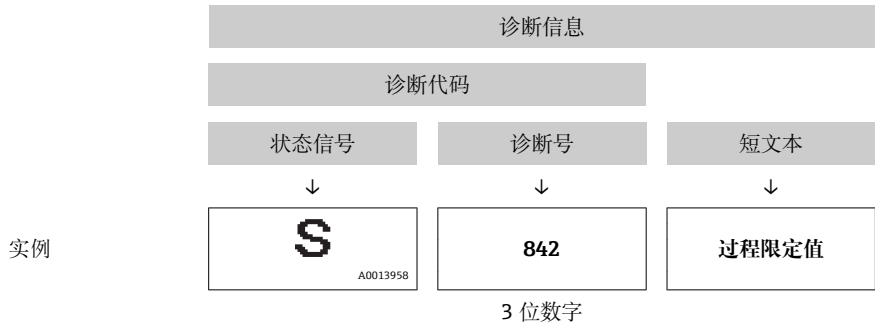 诊断信息
诊断代码
状态信号 诊断号 短文本
↓ ↓ ↓
实例 S 842 过程限定值
A0013958
3 位数字